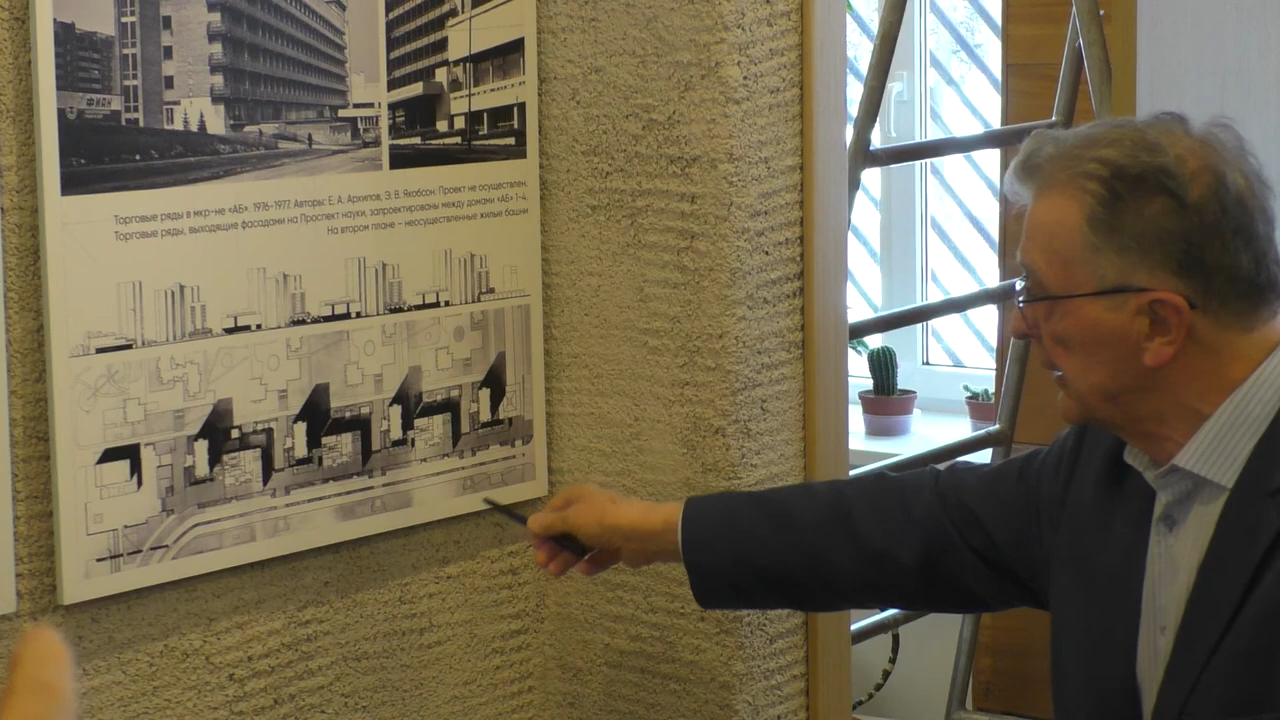 ФИАН
Торговые ряды в мкр-не «АБ». 1976-1977. Авторы: Е. А. Архипов, Э. В. Якобсон. Проект не осуществлен.
Торговые ряды, выходящие фасадами на Проспект науки, запроектированы между домами «АБ» 1-4.
На втором плане – неосуществленные жилые башни